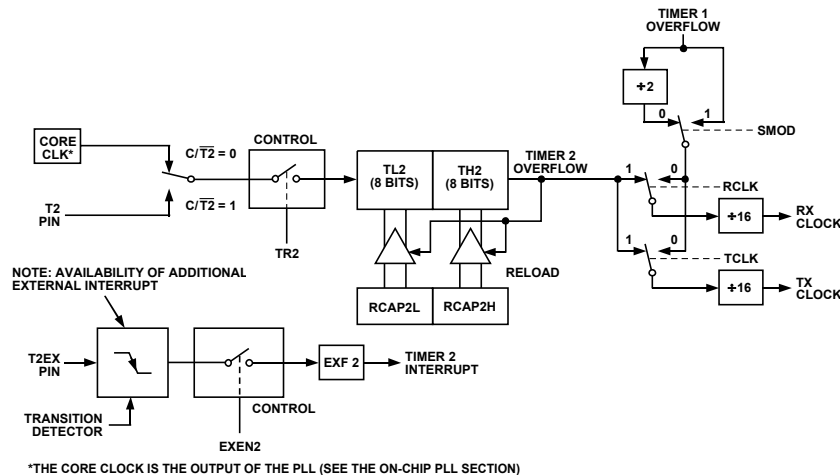 TIMER 1
OVERFLOW
÷2
0
1
SMOD
CORE
CLK*
C/T2 = 0
CONTROL
TL2
(8 BITS)
TH2
(8 BITS)
TIMER 2
OVERFLOW
1
0
RCLK
T2
PIN
C/T2 = 1
÷16
RX
CLOCK
TR2
RELOAD
1
0
TCLK
NOTE: AVAILABILITY OF ADDITIONAL
EXTERNAL INTERRUPT
RCAP2L
RCAP2H
÷16
TX
CLOCK
T2EX
PIN
EXF 2
TIMER 2
INTERRUPT
CONTROL
TRANSITION
DETECTOR
EXEN2
*THE CORE CLOCK IS THE OUTPUT OF THE PLL (SEE THE ON-CHIP PLL SECTION)